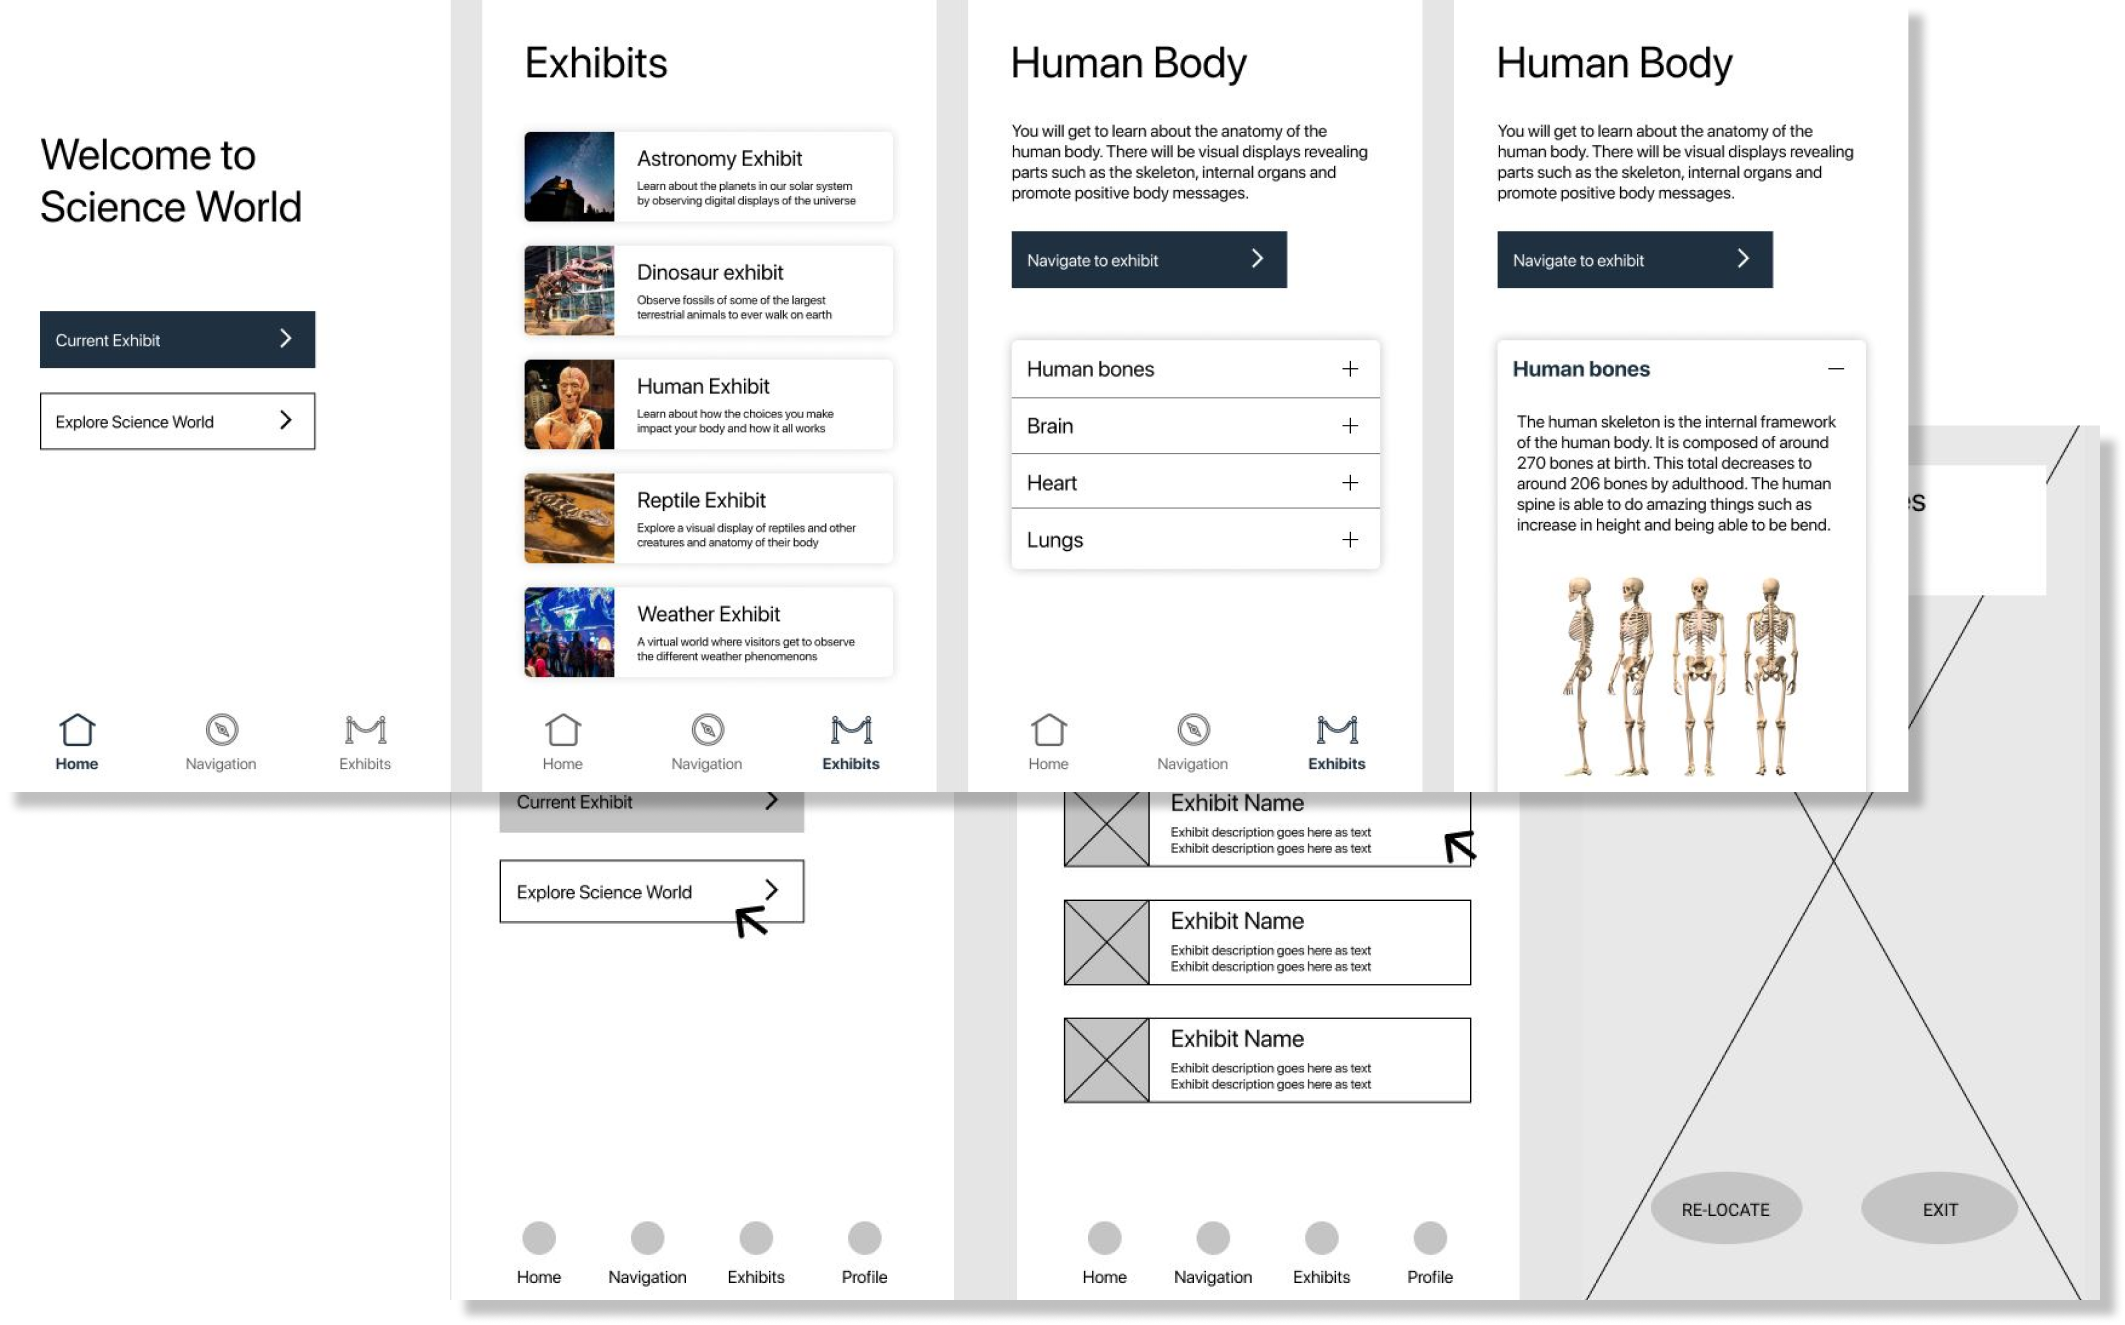 Welcome to
Science World
Current Exhibit
Explore Science World
Home
Navigation
Exhibits
Exhibits
Astronomy Exhibit
Learn about the planets in our solar system
by observing digital displays of the universe
Dinosaur exhibit
Observe fossils of some of the largest
terrestrial animals to ever walk on earth
Human Exhibit
Learn about how the choices you make
impact your body and how it all works
Reptile Exhibit
Explore a visual display of reptiles and other
creatures and anatomy of their body
Weather Exhibit
A virtual world where visitors get to observe
the different weather phenomenons
Home
Navigation
Exhibits
Human Body
You will get to learn about the anatomy of the
human body. There will be visual displays revealing
parts such as the skeleton, internal organs and
promote positive body messages.
Navigate to exhibit
Human bones
Brain
Heart
Lungs
Home
Navigation
Exhibits
Human Body
You will get to learn about the anatomy of the
human body. There will be visual displays revealing
parts such as the skeleton, internal organs and
promote positive body messages.
Navigate to exhibit
Human bones
The human skeleton is the internal framework
of the human body. It is composed of around
270 bones at birth. This total decreases to
around 206 bones by adulthood. The human
spine is able to do amazing things such as
increase in height and being able to be bend.
Current Exhibit
Explore Science World
Home
Navigation
Exhibits
Profile
Exhibit Name
Exhibit description goes here as text
Exhibit description goes here as text
Exhibit Name
Exhibit description goes here as text
Exhibit description goes here as text
Exhibit Name
Exhibit description goes here as text
Exhibit description goes here as text
Home
Navigation
Exhibits
Profile
RE-LOCATE
EXIT